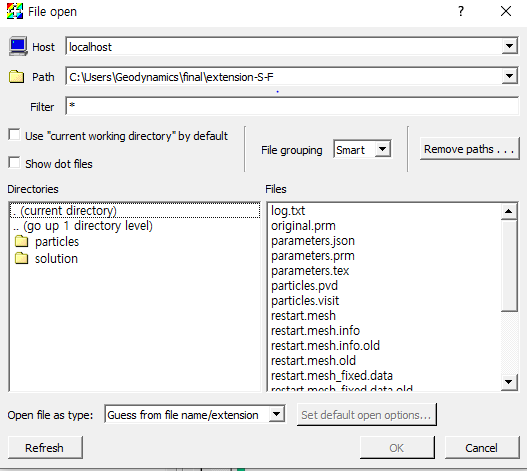 File open
?
Host
localhost
Path
C:\Users\Geodynamics\final\extension-S-F
Filter
*
Use "current working directory" by default
Show dot files
File grouping
Smart
Remove paths . . .
Directories
. (current directory)
.. (go up 1 directory level)
particles
solution
Files
log.txt
original.prm
parameters.json
parameters.prm
parameters.tex
particles.pvd
particles.visit
restart.mesh
restart.mesh.info
restart.mesh.info.old
restart.mesh.old
restart.mesh_fixed.data
restart.mesh_fixed.data.old
Open file as type:
Guess from file name/extension
Set default open options...
Refresh
OK
Cancel